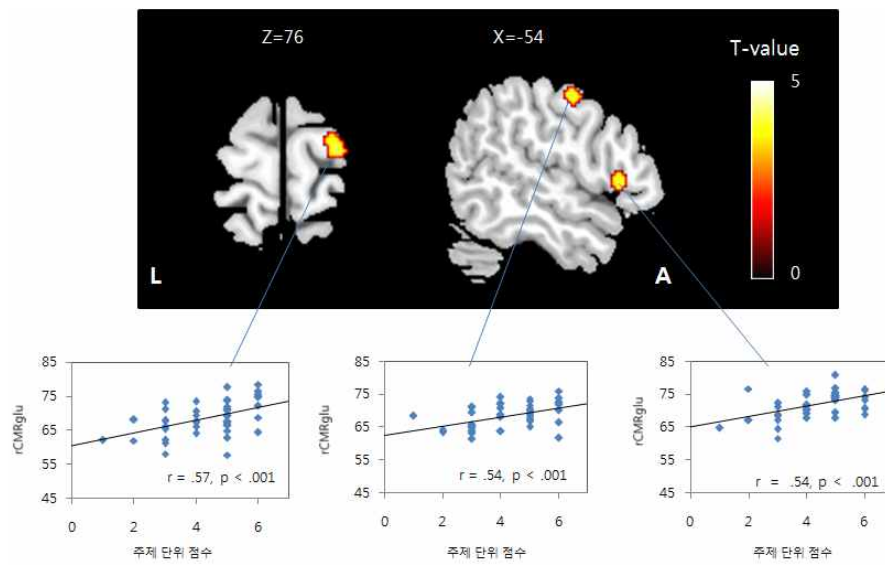 Z=76
X=-54
T-value
5
0
L
A
85
75
65
55
45
rCMRglu
r = .57, p < .001
0 2 4 6
주제 단위 점수
85
75
65
55
45
rCMRglu
r = .54, p < .001
0 2 4 6
주제 단위 점수
85
75
65
55
45
rCMRglu
r = .54, p < .001
0 2 4 6
주제 단위 점수